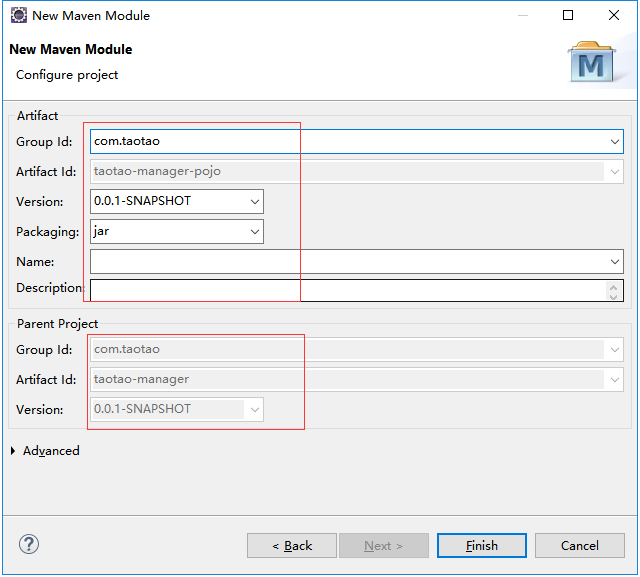 New Maven Module
New Maven Module
Configure project
M
Artifact
Group Id: com.taotao
Artifact Id: taotao-manager-pojo
Version: 0.0.1-SNAPSHOT
Packaging: jar
Name:
Description:
Parent Project
Group Id: com.taotao
Artifact Id: taotao-manager
Version: 0.0.1-SNAPSHOT
Advanced
? < Back Next > Finish Cancel